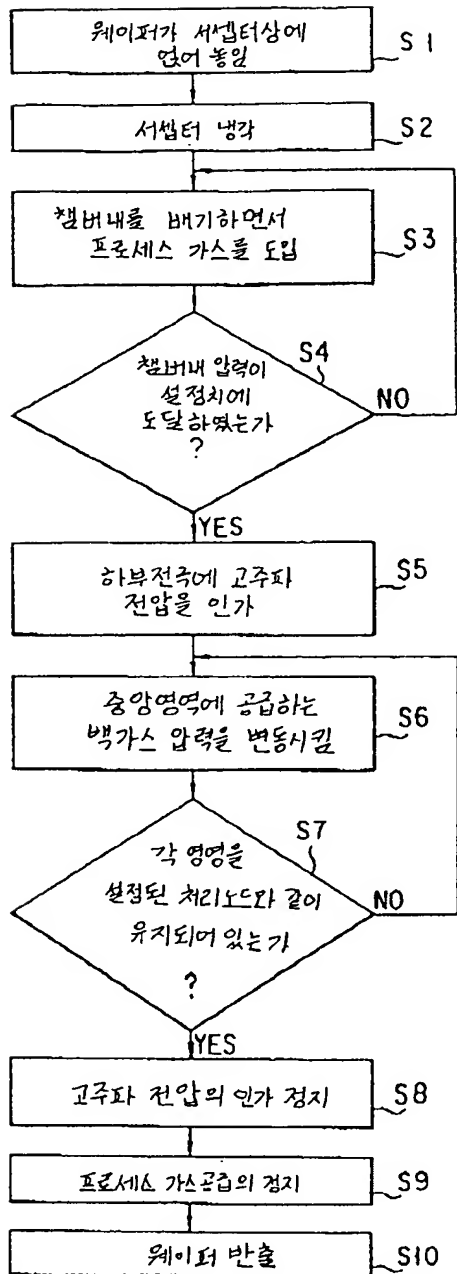 웨이퍼가 서셉터상에
얹어 놓임
S1
서셉터 냉각
S2
챔버내를 배기하면서
프로세스 가스를 도입
S3
S4
챔버내 압력이
설정치에
도달하였는가
?
NO
YES
하부전극에 고주파
전압을 인가
S5
중앙영역에 공급하는
백가스 압력을 변동시킴
S6
S7
각 영영을
설정된 처리노드와 같이
유지되어 있는가
?
NO
YES
고주파 전압의 인가 정지
S8
프로세스 가스공급의 정지
S9
웨이퍼 반출
S10